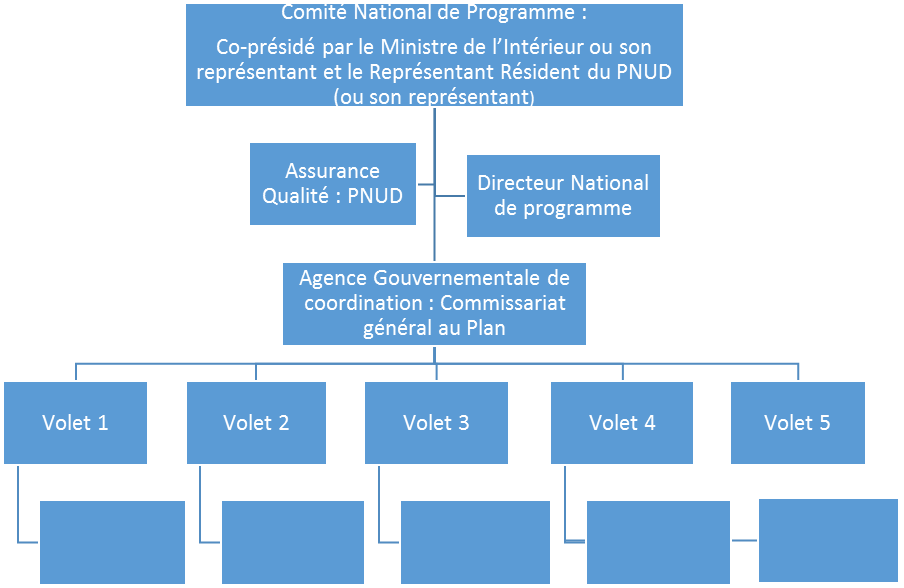 Comité National de Programme :
Co-présidé par le Ministre de l’Intérieur ou son
représentant et le Représentant Résident du PNUD
(ou son représentant)
Assurance
Qualité : PNUD
Directeur National
de programme
Agence Gouvernementale de
coordination : Commissariat
général au Plan
Volet 1
Volet 2
Volet 3
Volet 4
Volet 5